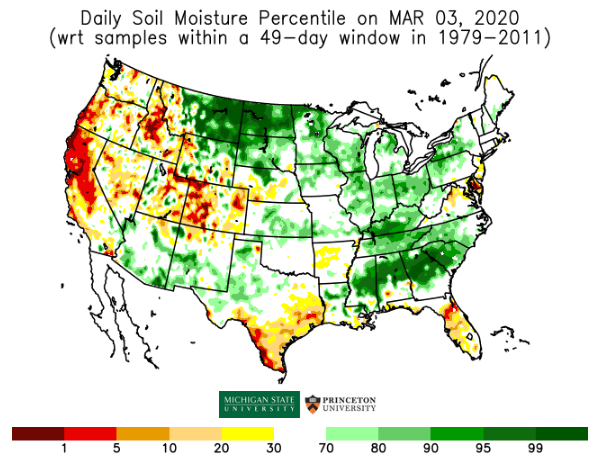 Daily Soil Moisture Percentile on MAR 03, 2020
(wrt samples within a 49-day window in 1979-2011)
MICHIGAN STATE
UNIVERSITY
PRINCETON
UNIVERSITY
1 5 10 20 30 70 80 90 95 99